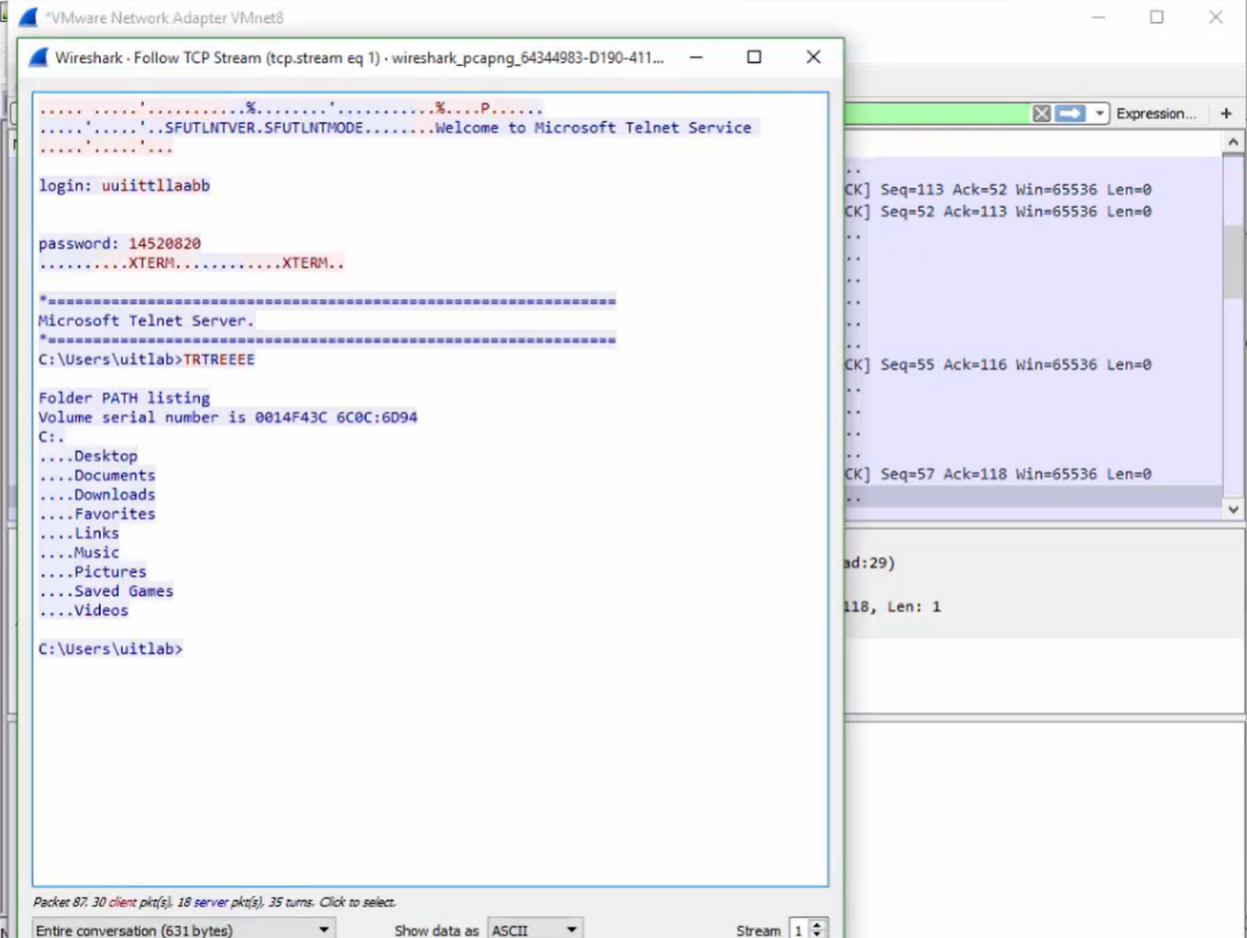 *VMware Network Adapter VMnet8
Wireshark · Follow TCP Stream (tcp.stream eq 1) · wireshark_pcapng_64344983-D190-411...
..... .....'...........%........'...........%....P......
.....'.....'..SFUTLNTVER.SFUTLNTMODE........Welcome to Microsoft Telnet Service
.....'.....'...
login: uuiittllaabb
password: 14520820
..........XTERM............XTERM..
*===============================================================
Microsoft Telnet Server.
*===============================================================
C:\Users\uitlab>TRTREEEE
Folder PATH listing
Volume serial number is 0014F43C 6C0C:6D94
C:.
....Desktop
....Documents
....Downloads
....Favorites
....Links
....Music
....Pictures
....Saved Games
....Videos
C:\Users\uitlab>
Packet 87. 30 client pkt(s), 18 server pkt(s), 35 turns. Click to select.
Entire conversation (631 bytes)
Show data as ASCII
Stream 1
Expression... +
..
CK] Seq=113 Ack=52 Win=65536 Len=0
CK] Seq=52 Ack=113 Win=65536 Len=0
..
..
..
..
..
..
CK] Seq=55 Ack=116 Win=65536 Len=0
..
..
..
..
CK] Seq=57 Ack=118 Win=65536 Len=0
..
ad:29)
118, Len: 1